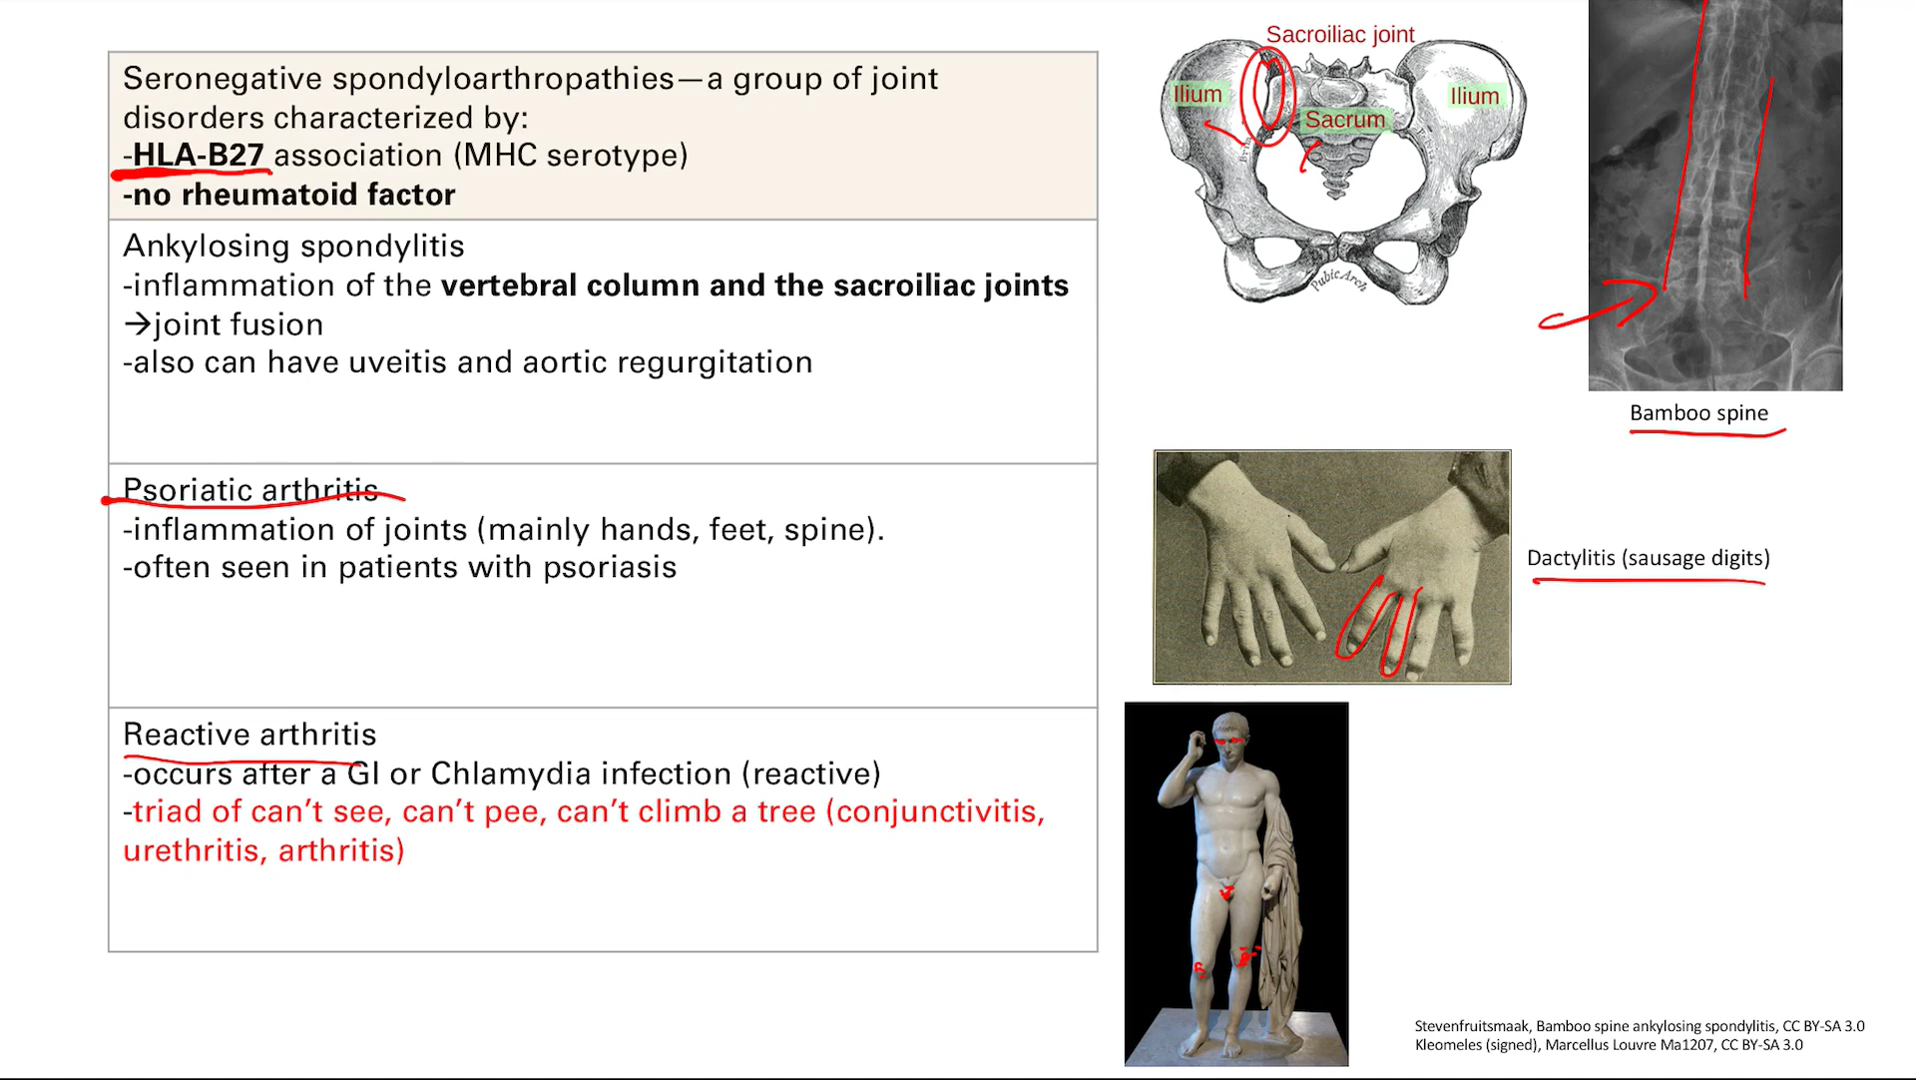 Seronegative spondyloarthropathies—a group of joint
disorders characterized by:
-HLA-B27 association (MHC serotype)
-no rheumatoid factor
Ankylosing spondylitis
-inflammation of the vertebral column and the sacroiliac joints
→joint fusion
-also can have uveitis and aortic regurgitation
Psoriatic arthritis
-inflammation of joints (mainly hands, feet, spine).
-often seen in patients with psoriasis
Reactive arthritis
-occurs after a GI or Chlamydia infection (reactive)
-triad of can't see, can't pee, can't climb a tree (conjunctivitis,
urethritis, arthritis)
Sacroiliac joint
Ilium
Ilium
Sacrum
Pubic Arch
Bamboo spine
Dactylitis (sausage digits)
Stevenfruitsmaak, Bamboo spine ankylosing spondylitis, CC BY-SA 3.0
Kleomeles (signed), Marcellus Louvre Ma1207, CC BY-SA 3.0